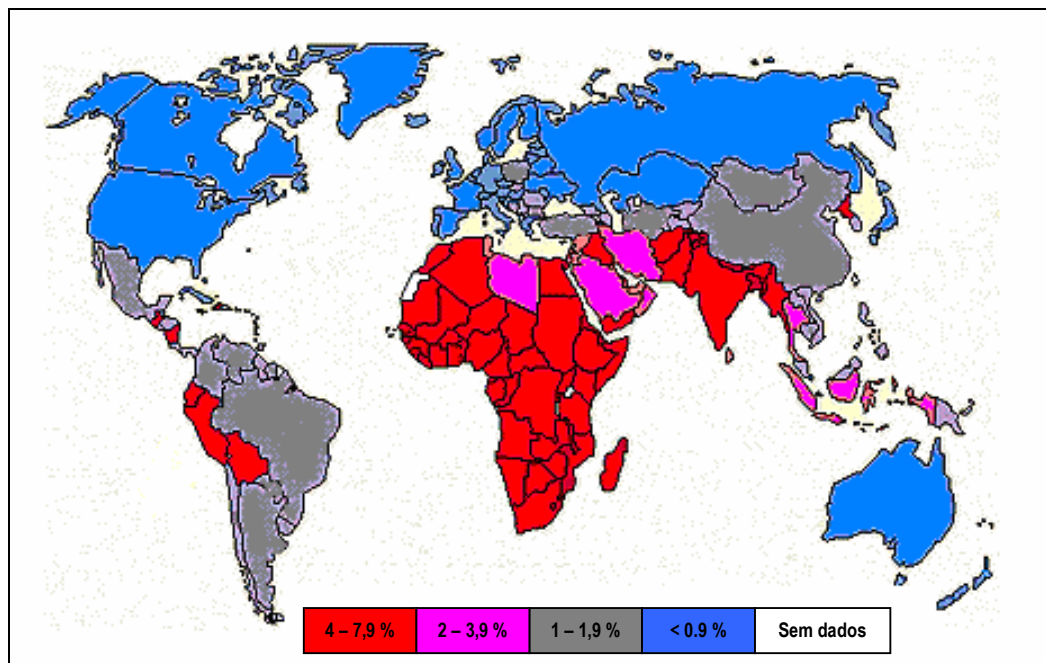 4 – 7,9 % 2 – 3,9 % 1 – 1,9 % < 0.9 % Sem dados